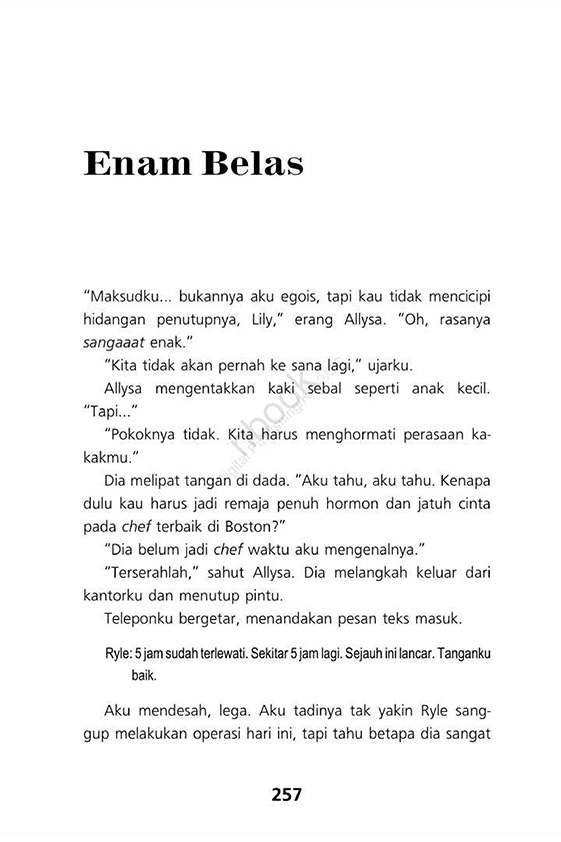 Enam Belas
“Maksudku... bukannya aku egois, tapi kau tidak mencicipi
hidangan penutupnya, Lily,” erang Allysa. “Oh, rasanya
sangaaat enak.”
“Kita tidak akan pernah ke sana lagi,” ujarku.
Allysa mengentakkan kaki sebal seperti anak kecil.
“Tapi...”
“Pokoknya tidak. Kita harus menghormati perasaan ka-
kakmu.”
Dia melipat tangan di dada. “Aku tahu, aku tahu. Kenapa
dulu kau harus jadi remaja penuh hormon dan jatuh cinta
pada chef terbaik di Boston?”
“Dia belum jadi chef waktu aku mengenalnya.”
“Terserahlah,” sahut Allysa. Dia melangkah keluar dari
kantorku dan menutup pintu.
Teleponku bergetar, menandakan pesan teks masuk.
Ryle: 5 jam sudah terlewati. Sekitar 5 jam lagi. Sejauh ini lancar. Tanganku
baik.
Aku mendesah, lega. Aku tadinya tak yakin Ryle sang-
gup melakukan operasi hari ini, tapi tahu betapa dia sangat
257